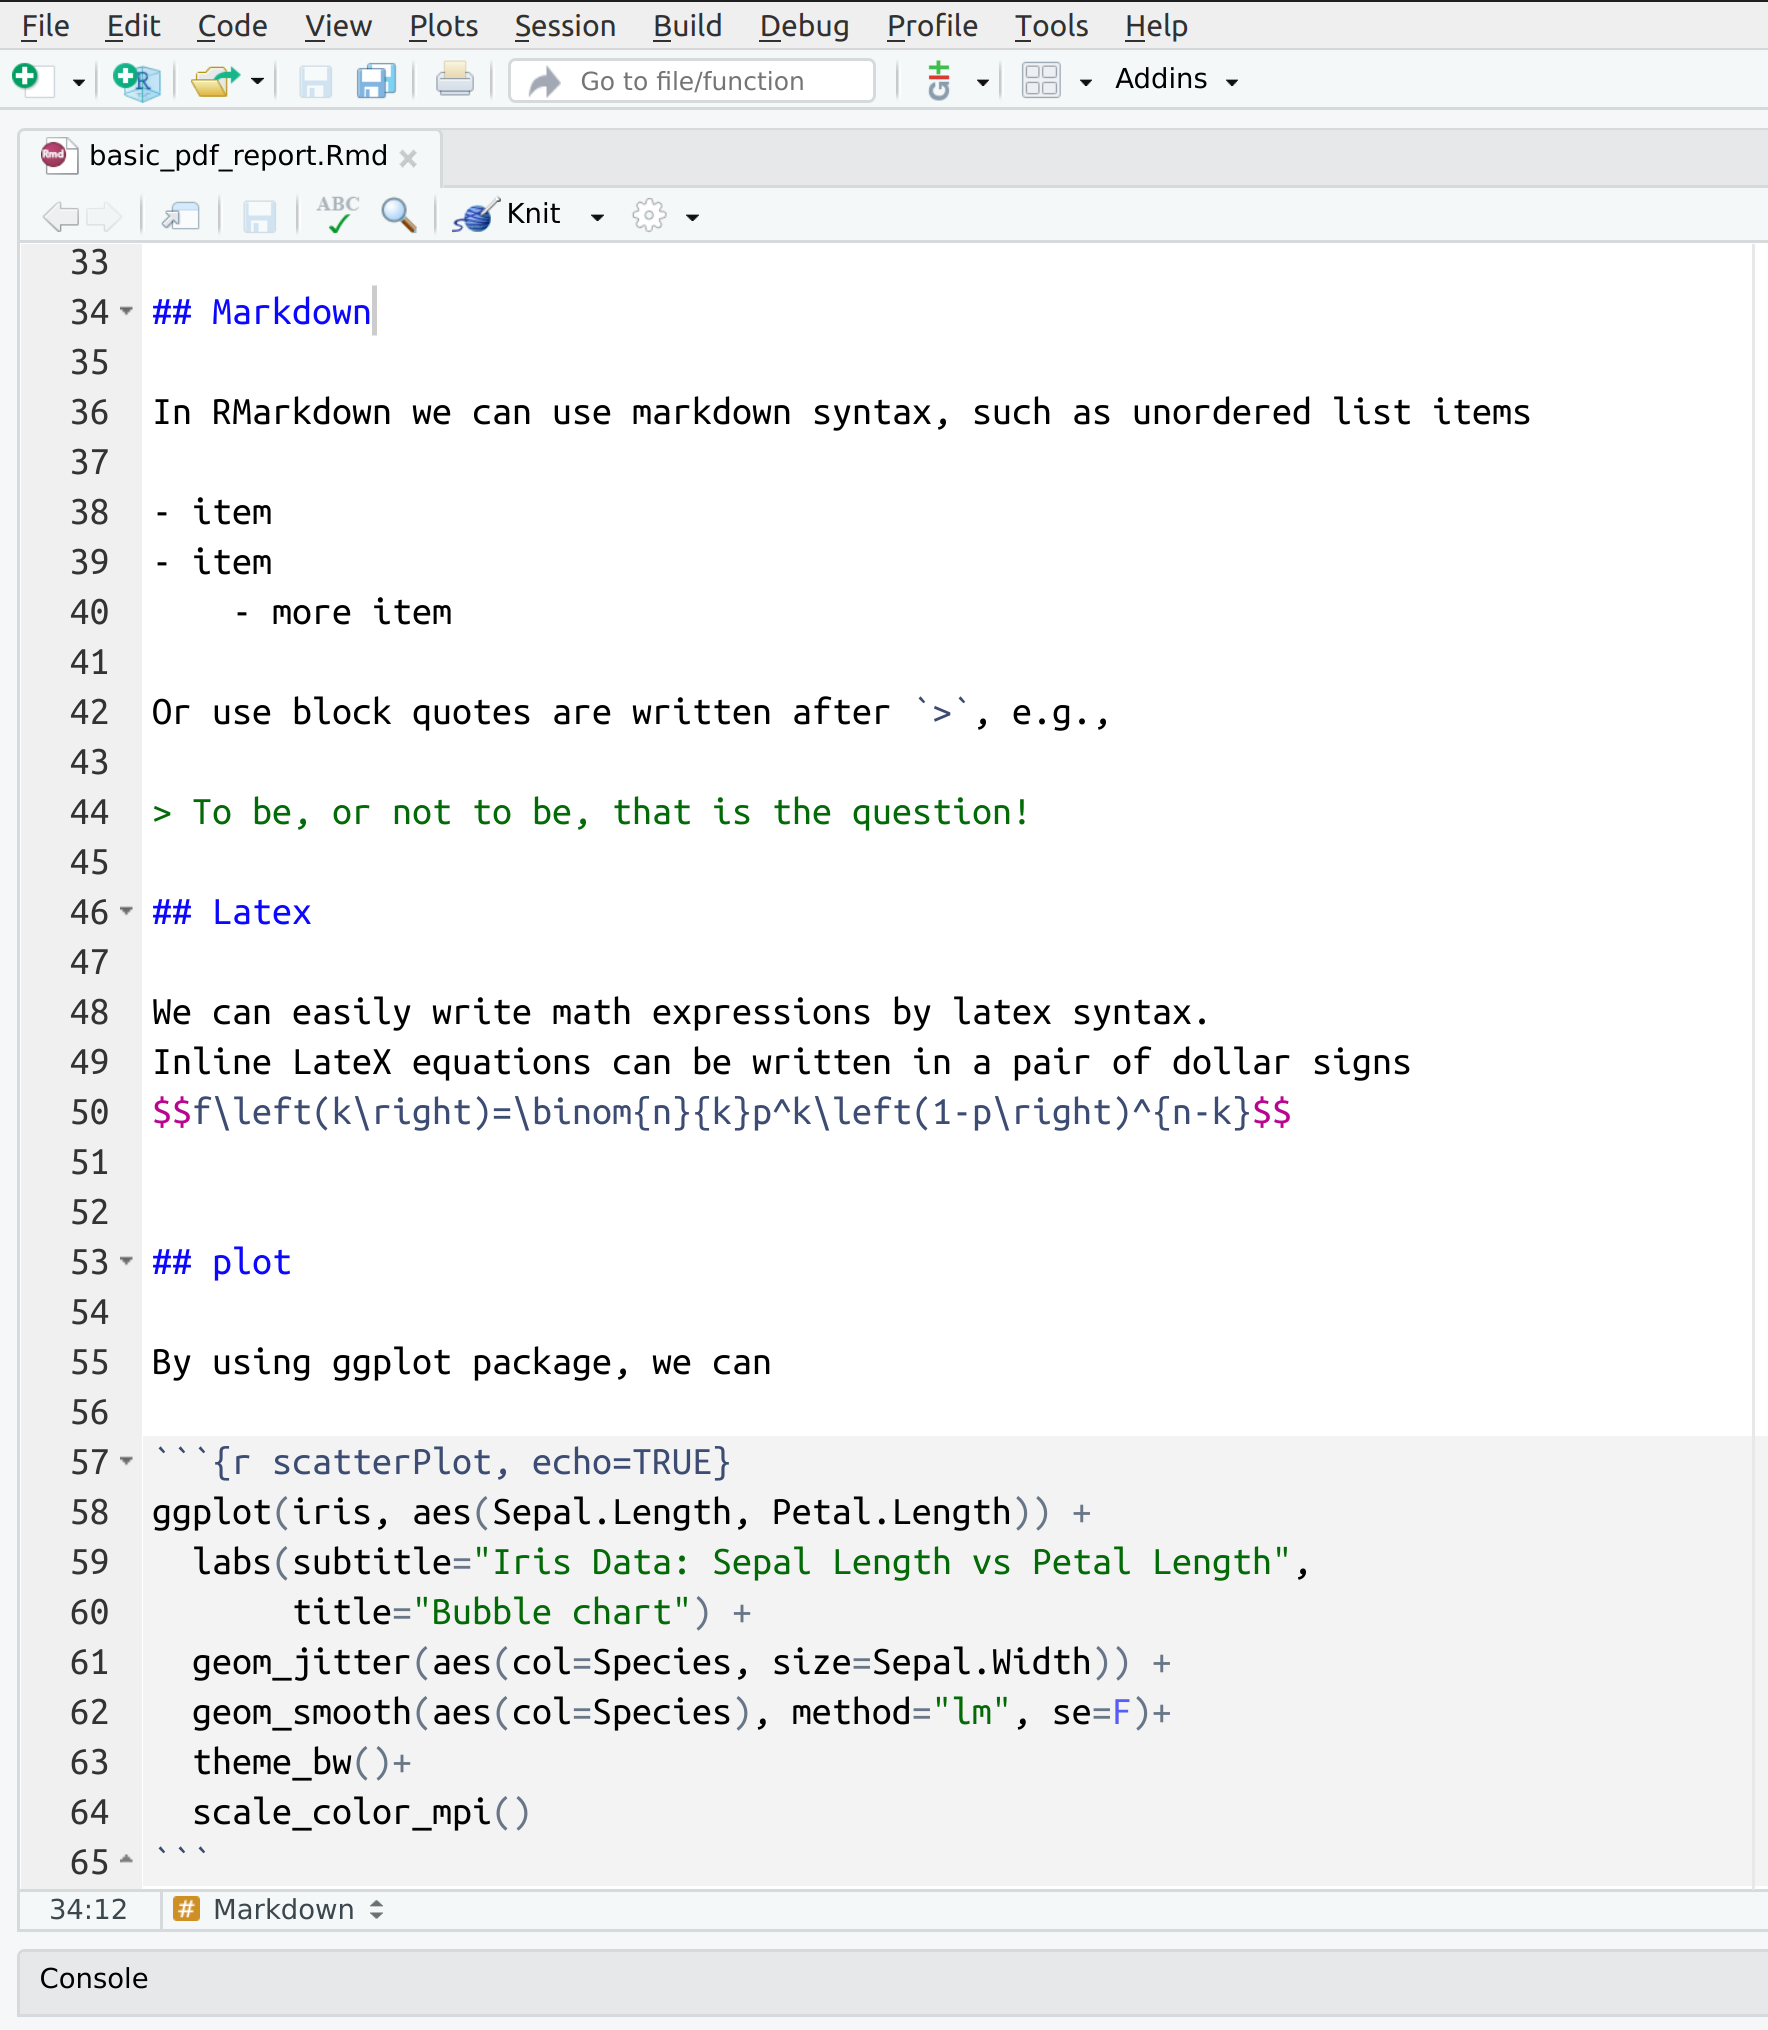 File Edit Code View Plots Session Build Debug Profile Tools Help
R Go to file/function Git Addins
Rmd basic_pdf_report.Rmd
ABC Knit
33
34 ## Markdown
35
36 In RMarkdown we can use markdown syntax, such as unordered list items
37
38 - item
39 - item
40     - more item
41
42 Or use block quotes are written after `>`, e.g.,
43
44 > To be, or not to be, that is the question!
45
46 ## Latex
47
48 We can easily write math expressions by latex syntax.
49 Inline LateX equations can be written in a pair of dollar signs
50 $$f\left(k\right)=\binom{n}{k}p^k\left(1-p\right)^{n-k}$$
51
52
53 ## plot
54
55 By using ggplot package, we can
56
57 ```{r scatterPlot, echo=TRUE}
58 ggplot(iris, aes(Sepal.Length, Petal.Length)) +
59   labs(subtitle="Iris Data: Sepal Length vs Petal Length",
60        title="Bubble chart") +
61   geom_jitter(aes(col=Species, size=Sepal.Width)) +
62   geom_smooth(aes(col=Species), method="lm", se=F)+
63   theme_bw()+
64   scale_color_mpi()
65 ```
34:12 # Markdown
Console